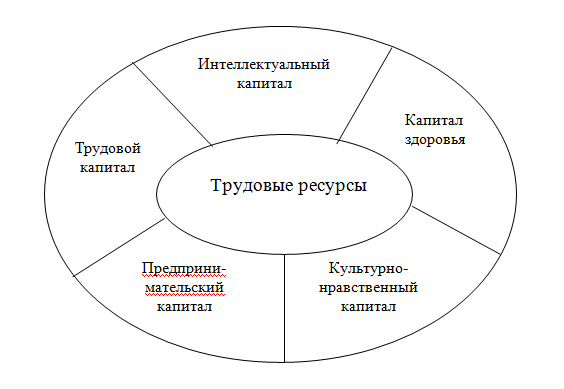 Интеллектуальный
капитал
Капитал
здоровья
Трудовой
капитал
Трудовые ресурсы
Предприни-
мательский
капитал
Культурно-
нравственный
капитал